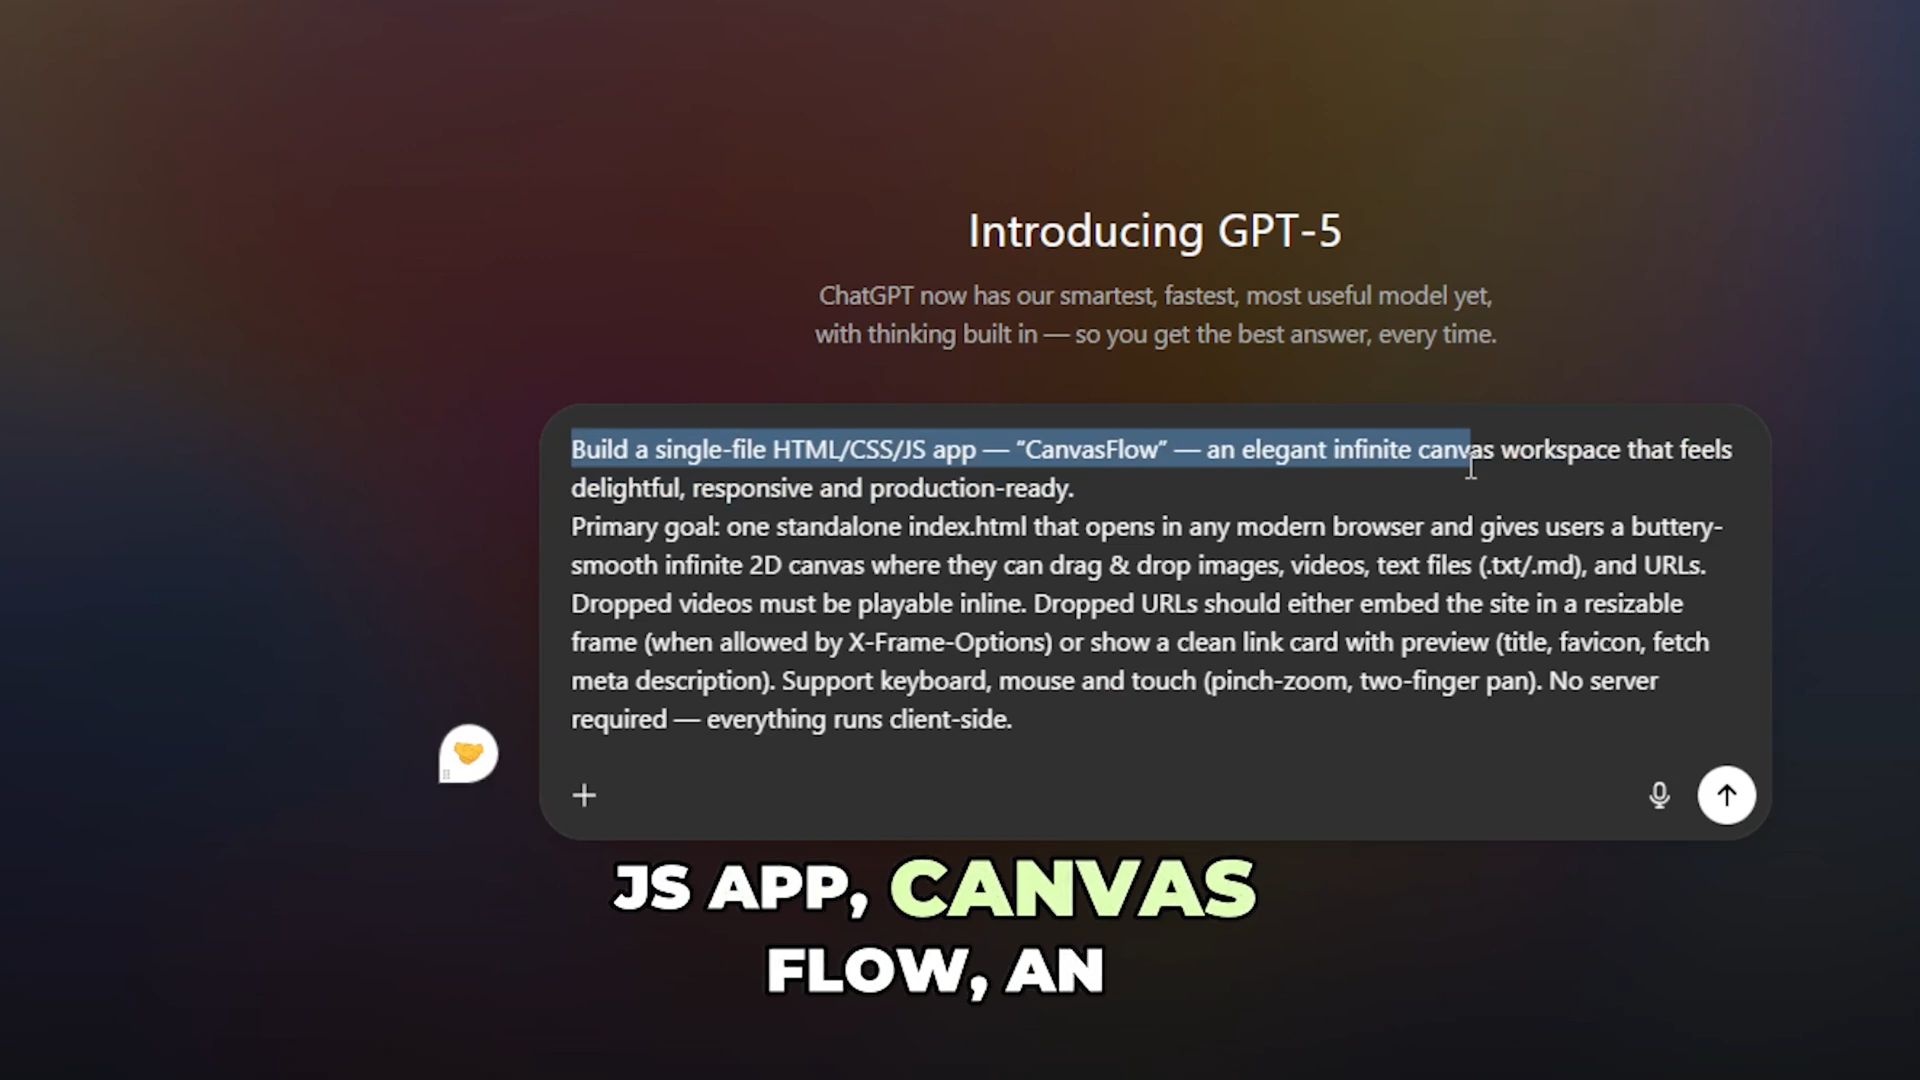 Introducing GPT-5
ChatGPT now has our smartest, fastest, most useful model yet,
with thinking built in — so you get the best answer, every time.
Build a single-file HTML/CSS/JS app — “CanvasFlow” — an elegant infinite canvas workspace that feels
delightful, responsive and production-ready.
Primary goal: one standalone index.html that opens in any modern browser and gives users a buttery-
smooth infinite 2D canvas where they can drag & drop images, videos, text files (.txt/.md), and URLs.
Dropped videos must be playable inline. Dropped URLs should either embed the site in a resizable
frame (when allowed by X-Frame-Options) or show a clean link card with preview (title, favicon, fetch
meta description). Support keyboard, mouse and touch (pinch-zoom, two-finger pan). No server
required — everything runs client-side.
JS APP, CANVAS
FLOW, AN